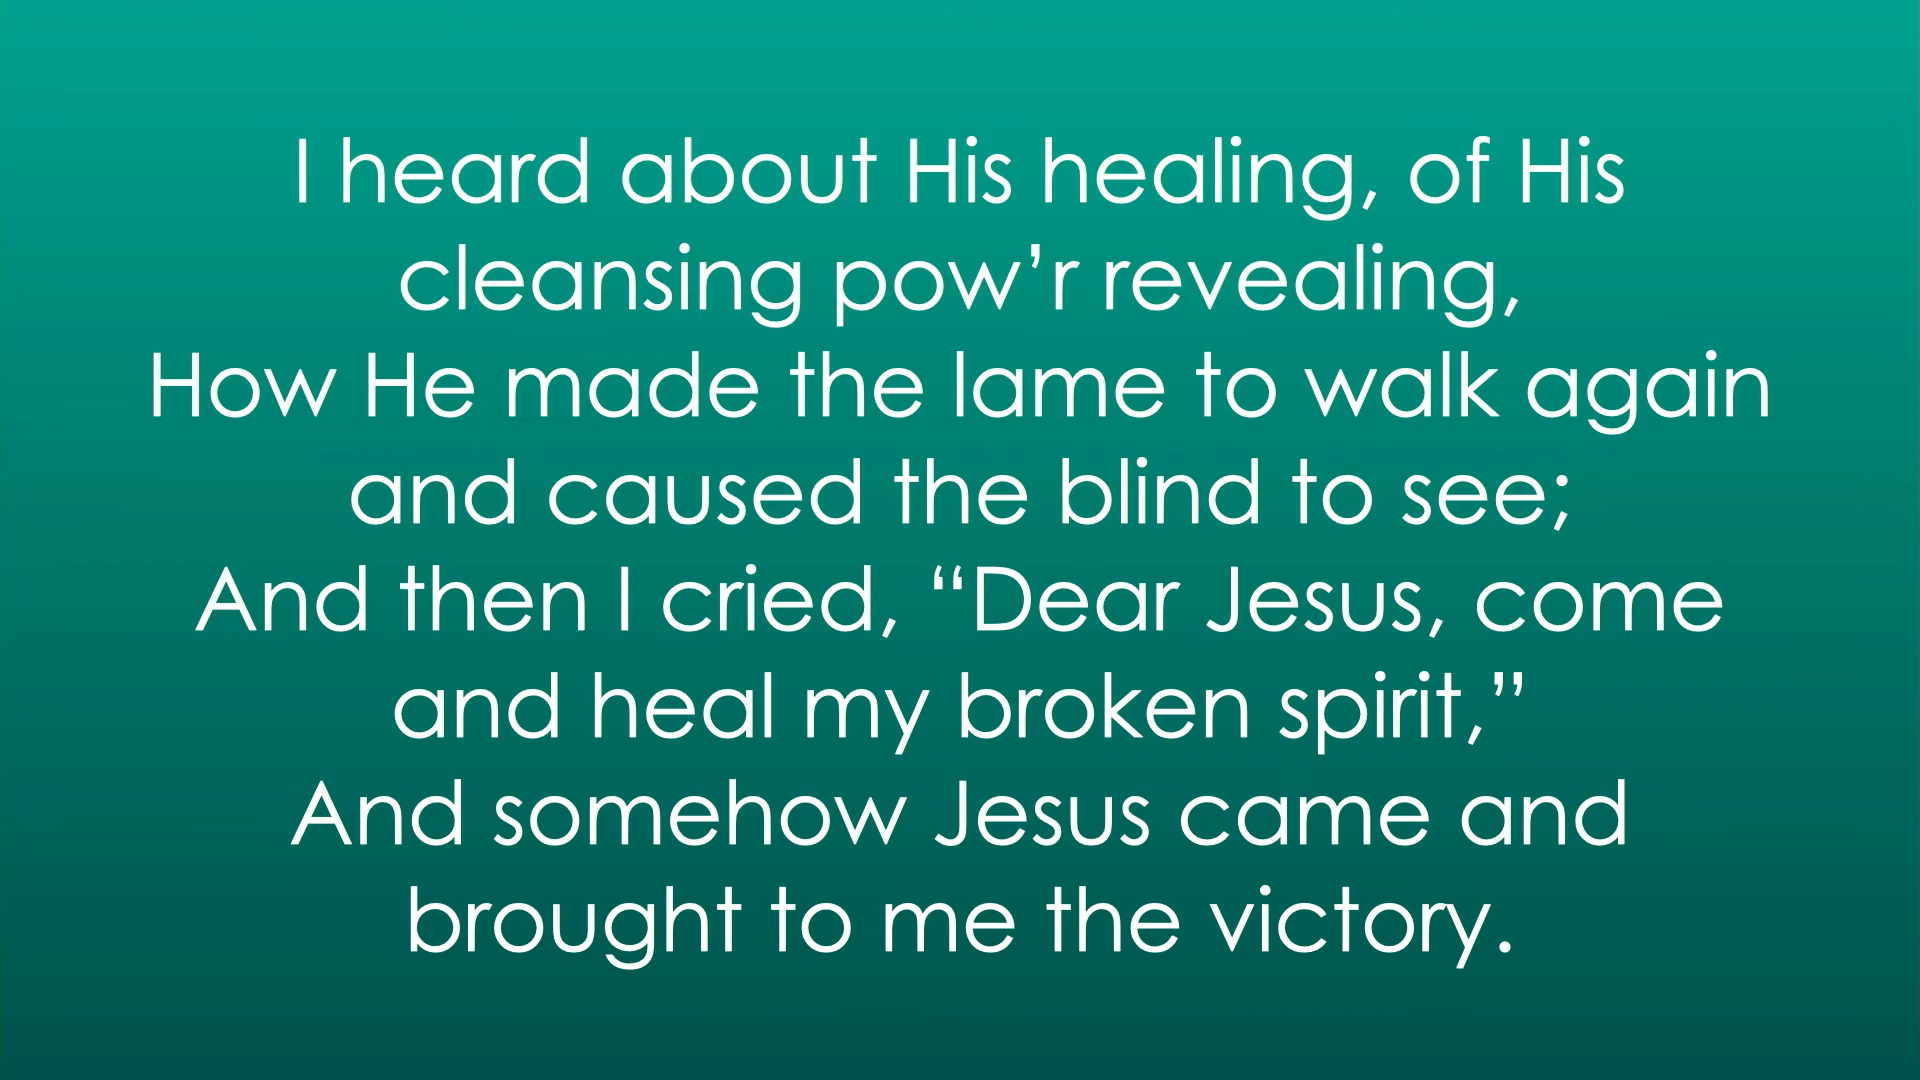 I heard about His healing, of His
cleansing pow’r revealing,
How He made the lame to walk again
and caused the blind to see;
And then I cried, “Dear Jesus, come
and heal my broken spirit,”
And somehow Jesus came and
brought to me the victory.